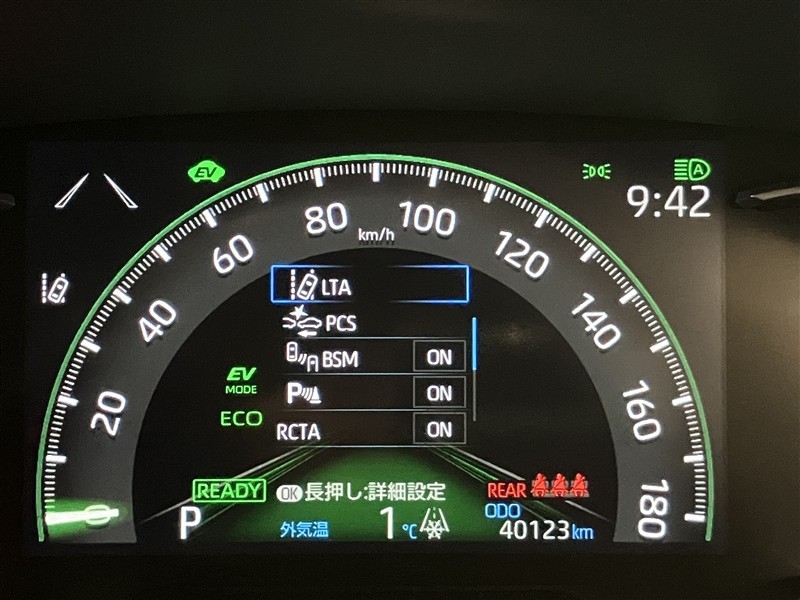 EV
A
9:42
0
20
40
60
80
100
120
140
160
180
km/h
LTA
PCS
BSM ON
P ON
RCTA ON
EV
MODE
ECO
READY
OK 長押し:詳細設定
REAR
P
外気温 1℃
ODO
40123km